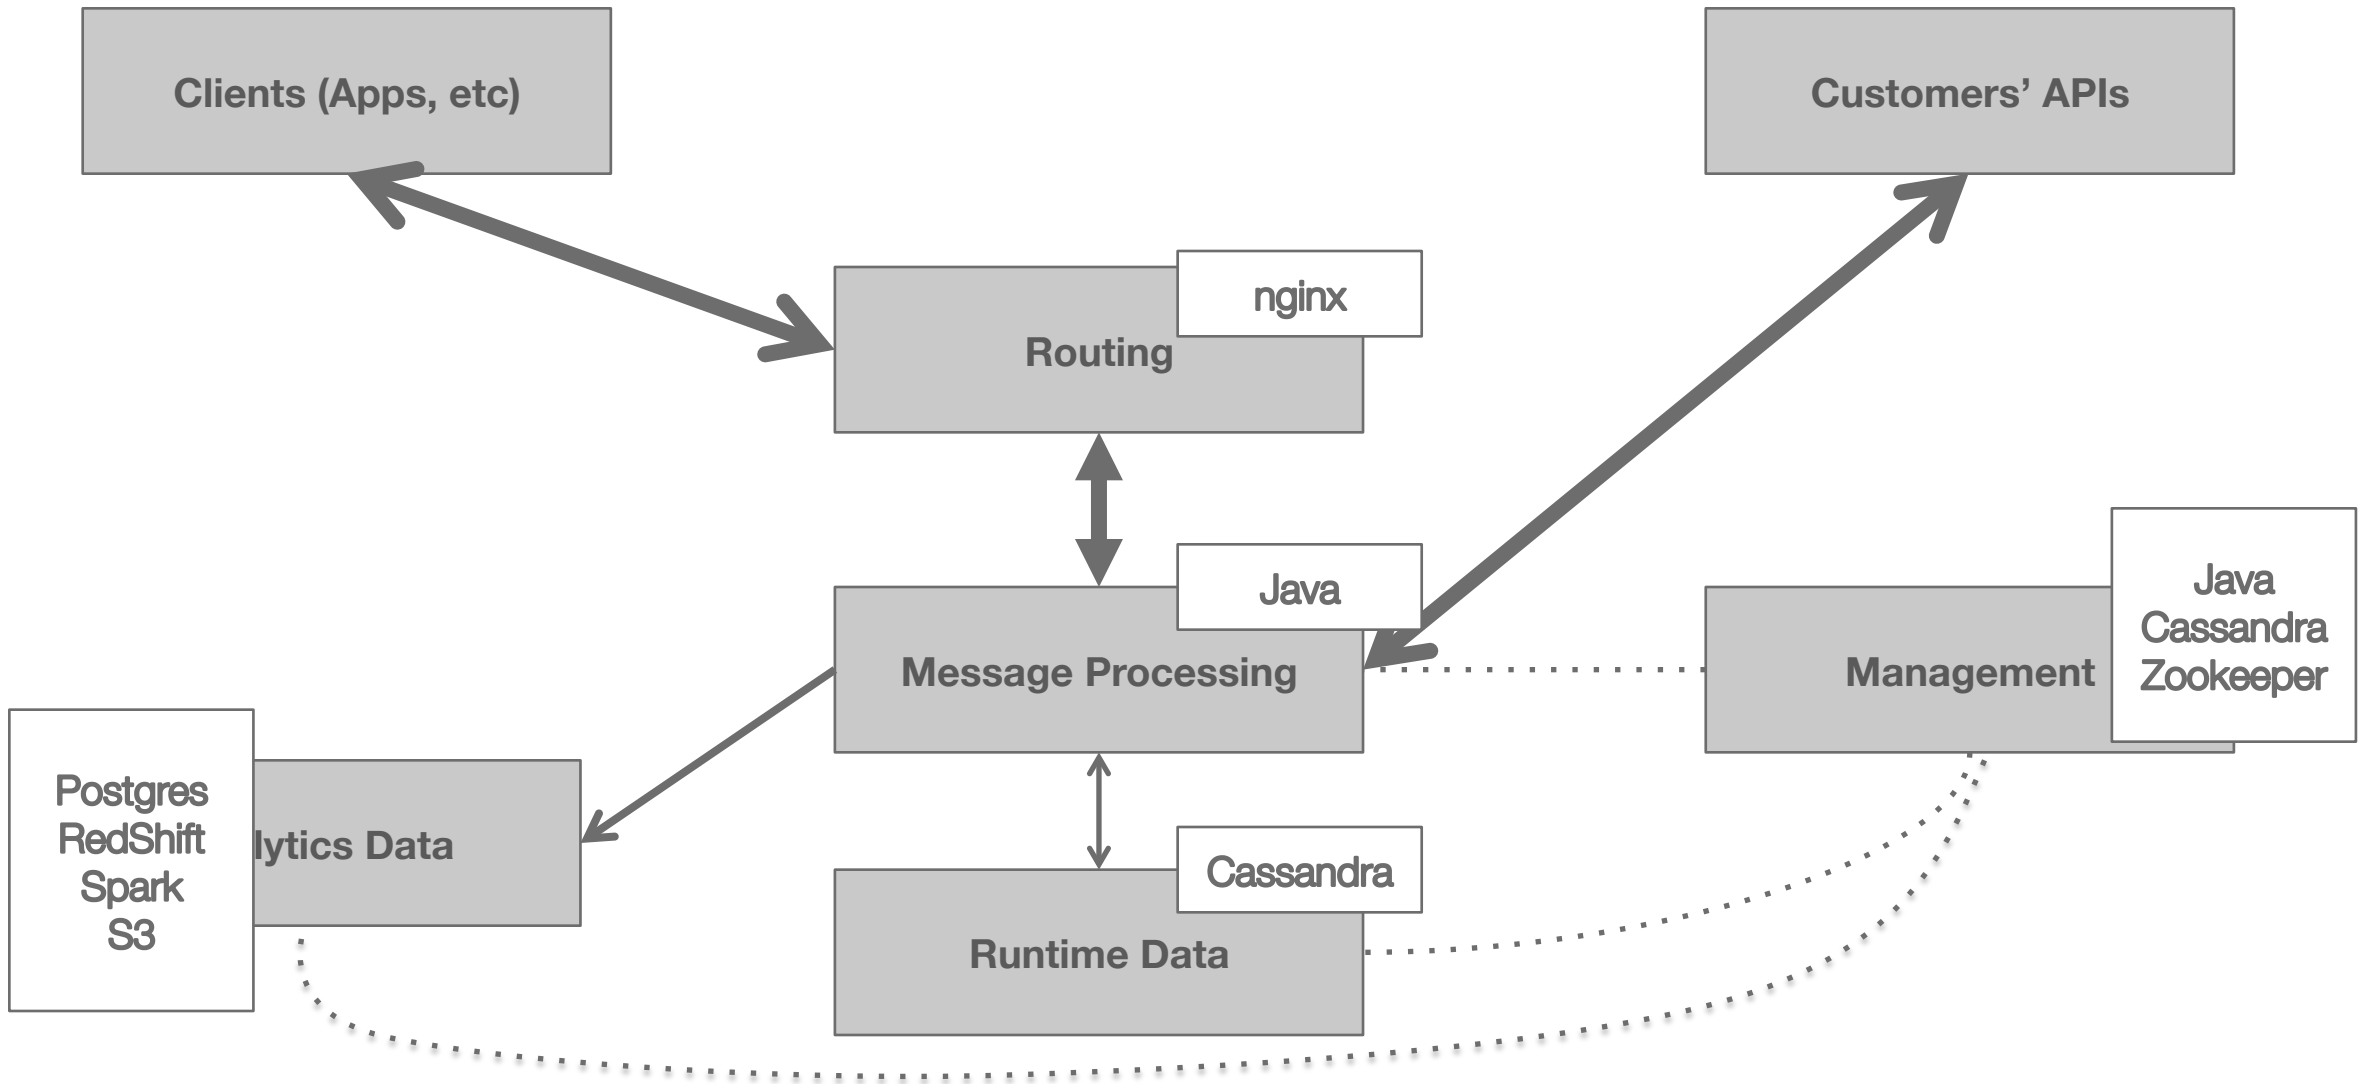 Clients (Apps, etc)
Customers’ APIs
nginx
Routing
Java
Message Processing
Java
Cassandra
Zookeeper
Management
Postgres
RedShift
Spark
S3
lytics Data
Cassandra
Runtime Data